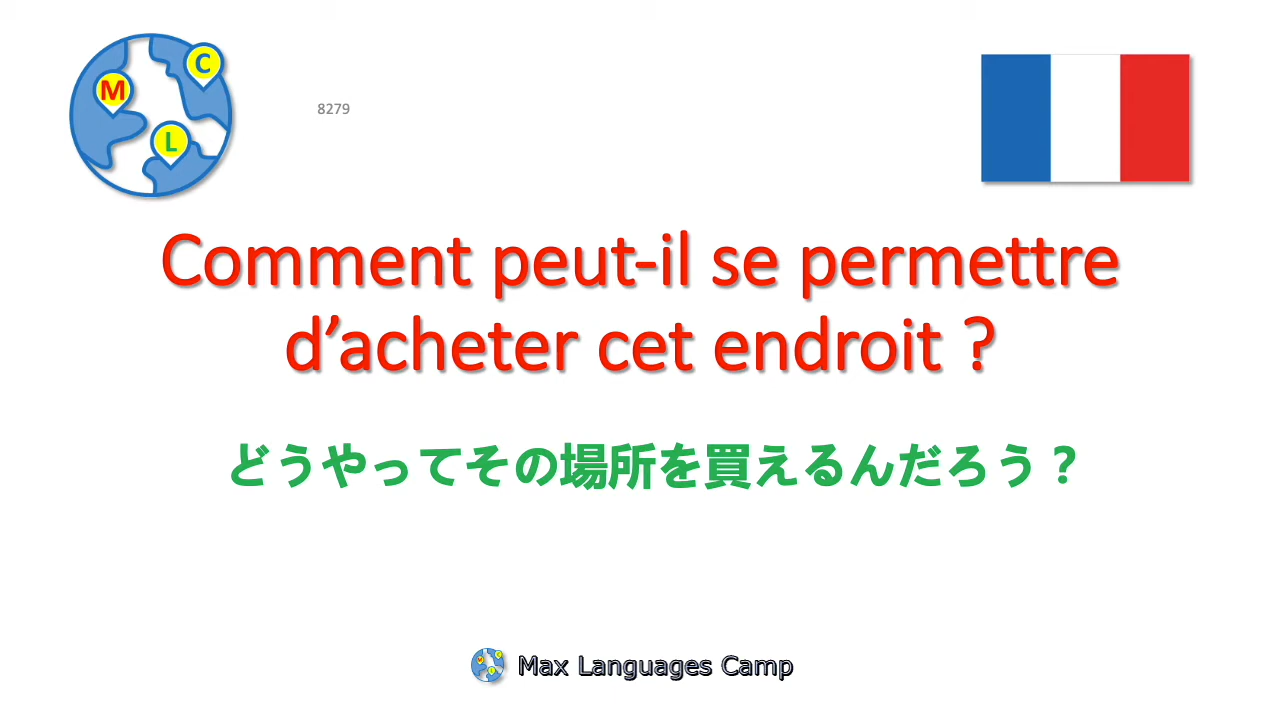 M
C
L
8279
Comment peut-il se permettre
d’acheter cet endroit ?
どうやってその場所を買えるんだろう？
Max Languages Camp